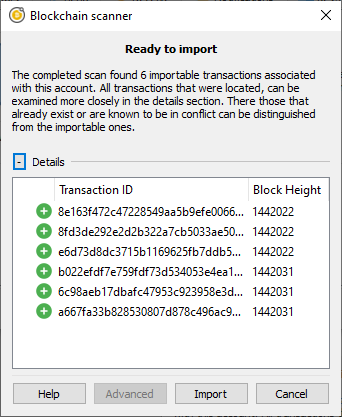 Blockchain scanner
Ready to import
The completed scan found 6 importable transactions associated
with this account. All transactions that were located, can be
examined more closely in the details section. There those that
already exist or are known to be in conflict can be distinguished
from the importable ones.
- Details
Transaction ID Block Height
8e163f472c47228549aa5b9efe0066... 1442022
8fd3de292e2d2b322a7cb5033ae50... 1442022
e6d73d8dc3715b1169625fb7ddb5... 1442022
b022efdf7e759fdf73d534053e4ea1... 1442031
6c98aeb17dbafc47953c923958e3d... 1442031
a667fa33b828530807d878c496ac9... 1442031
Help Advanced Import Cancel